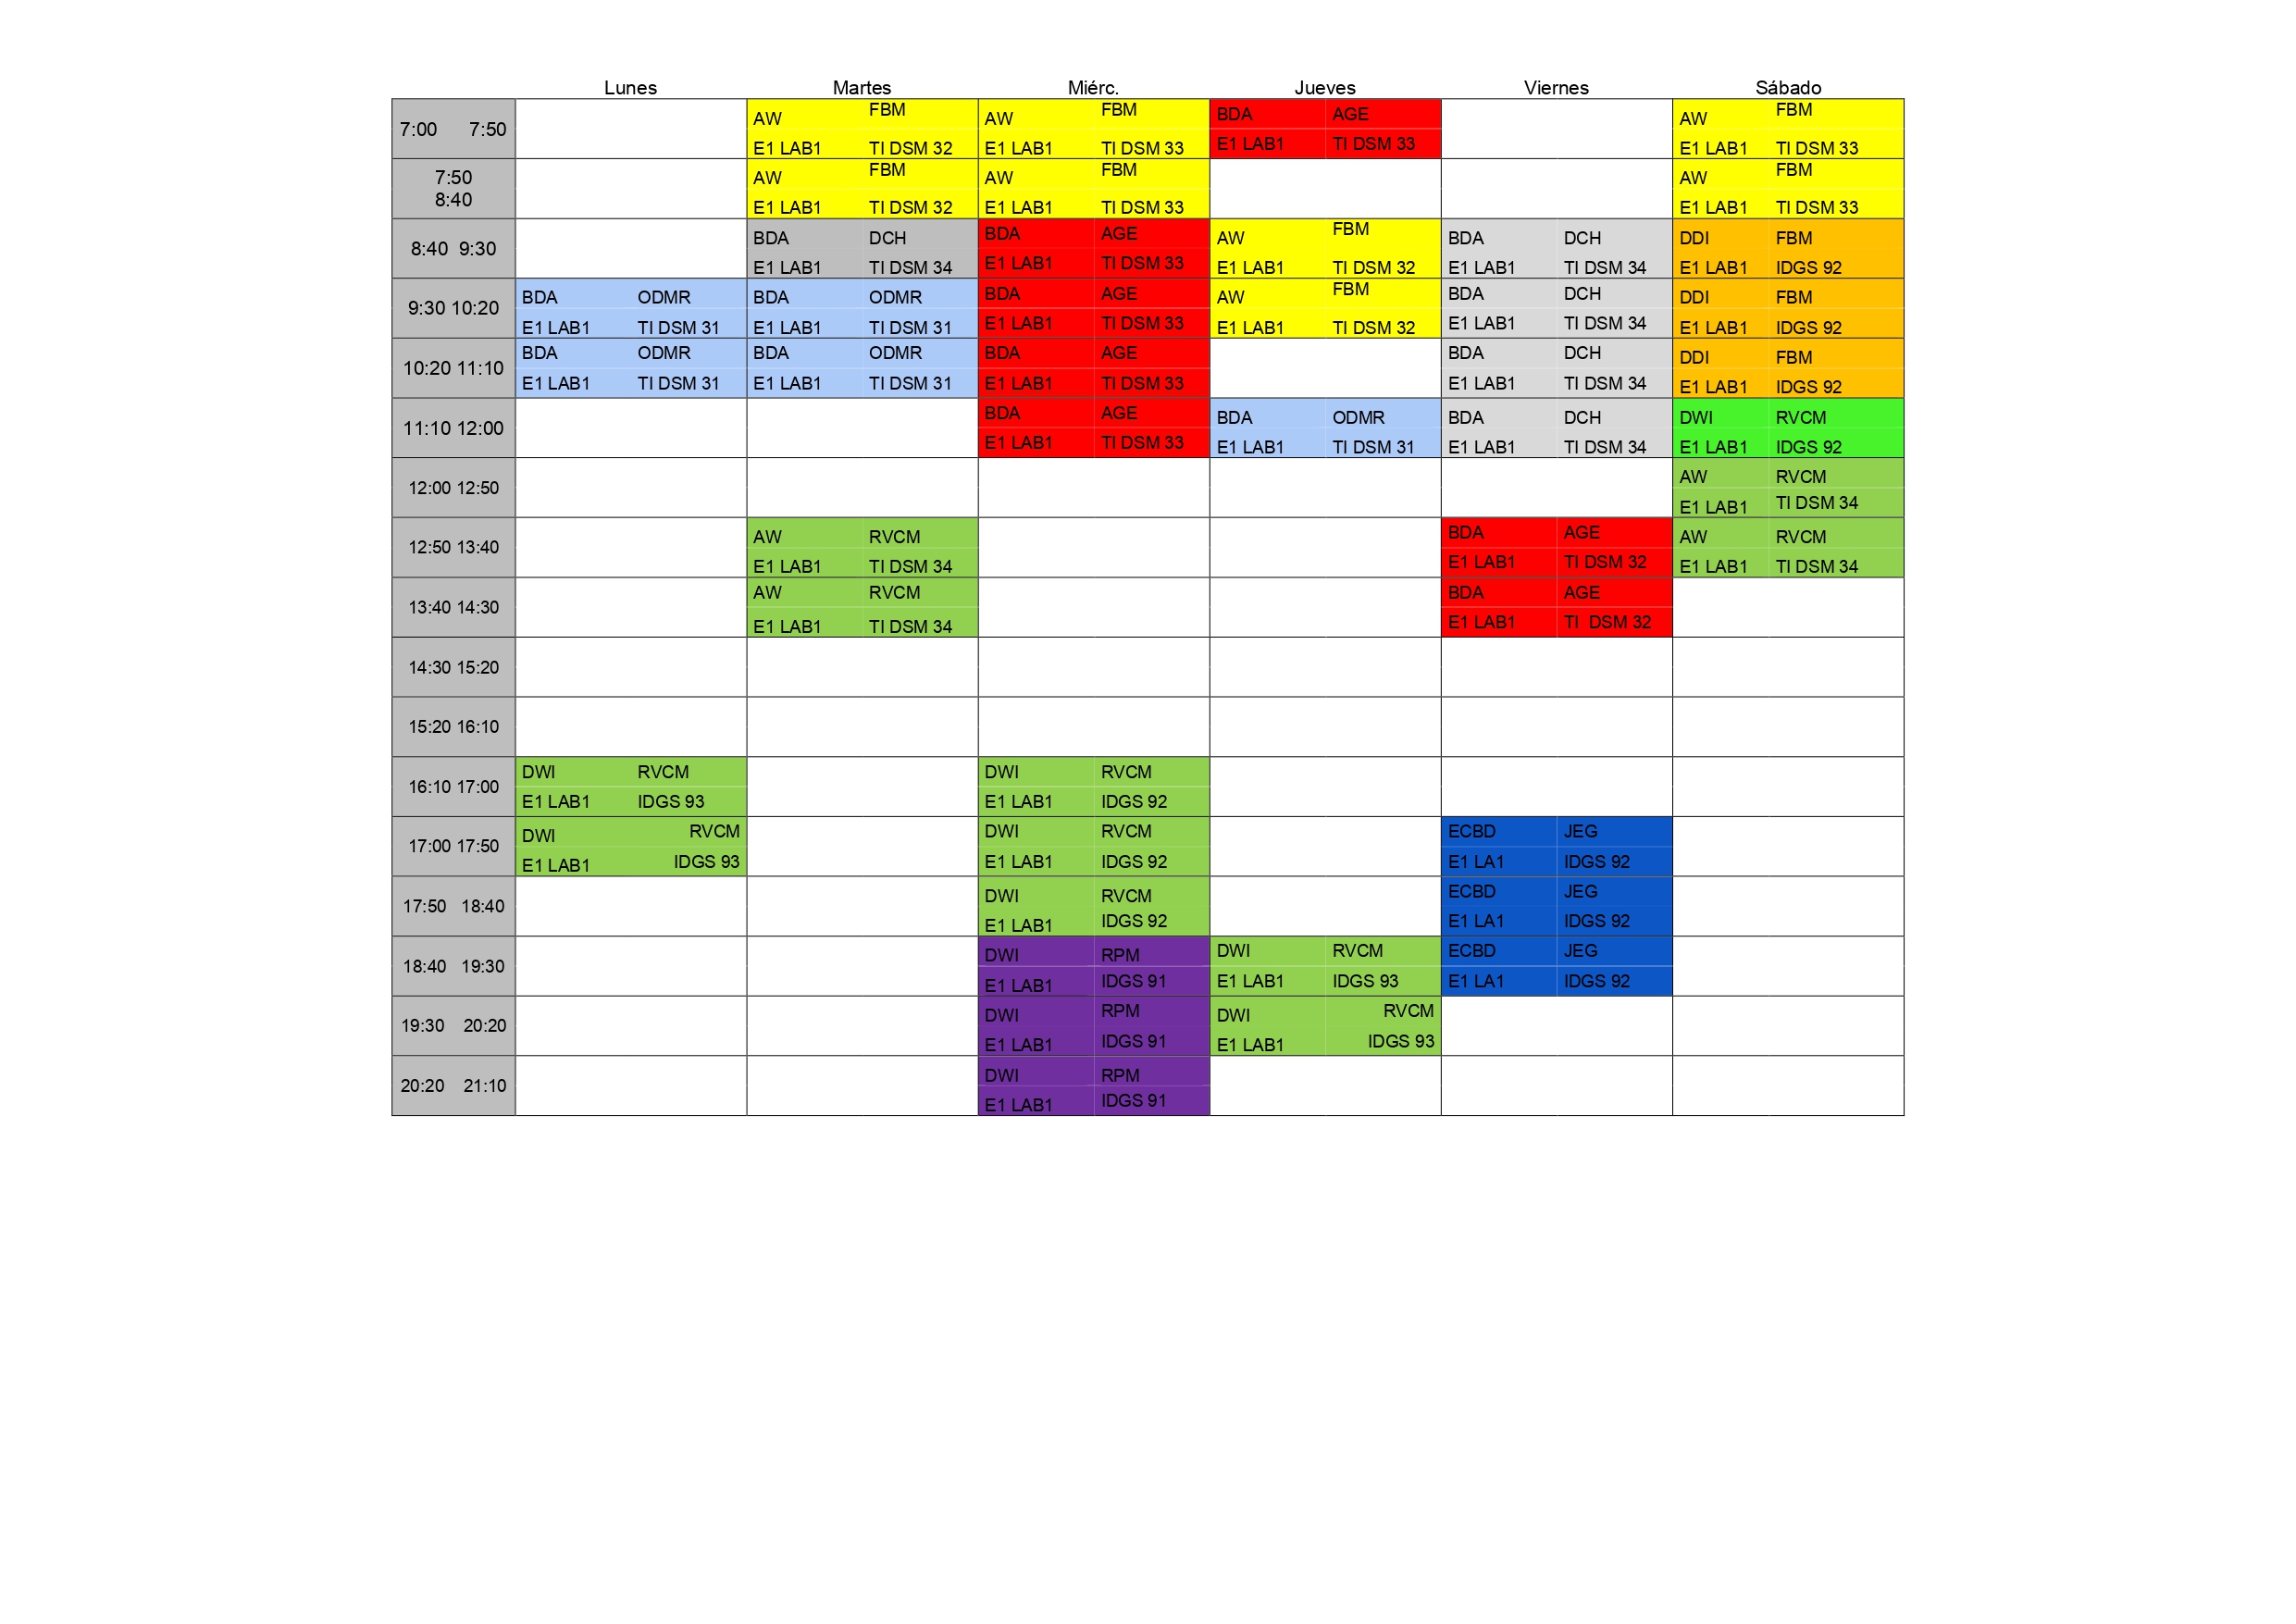 Lunes Martes Miérc. Jueves Viernes Sábado
7:00 7:50 AW FBM AW FBM BDA AGE AW FBM
E1 LAB1 TI DSM 32 E1 LAB1 TI DSM 33 E1 LAB1 TI DSM 33 E1 LAB1 TI DSM 33
7:50 AW FBM AW FBM AW FBM
8:40 E1 LAB1 TI DSM 32 E1 LAB1 TI DSM 33 E1 LAB1 TI DSM 33
8:40 9:30 BDA DCH BDA AGE AW FBM BDA DCH DDI FBM
E1 LAB1 TI DSM 34 E1 LAB1 TI DSM 33 E1 LAB1 TI DSM 32 E1 LAB1 TI DSM 34 E1 LAB1 IDGS 92
9:30 10:20 BDA ODMR BDA ODMR BDA AGE AW FBM BDA DCH DDI FBM
E1 LAB1 TI DSM 31 E1 LAB1 TI DSM 31 E1 LAB1 TI DSM 33 E1 LAB1 TI DSM 32 E1 LAB1 TI DSM 34 E1 LAB1 IDGS 92
10:20 11:10 BDA ODMR BDA ODMR BDA AGE BDA DCH DDI FBM
E1 LAB1 TI DSM 31 E1 LAB1 TI DSM 31 E1 LAB1 TI DSM 33 E1 LAB1 TI DSM 34 E1 LAB1 IDGS 92
11:10 12:00 BDA AGE BDA ODMR BDA DCH DWI RVCM
E1 LAB1 TI DSM 33 E1 LAB1 TI DSM 31 E1 LAB1 TI DSM 34 E1 LAB1 IDGS 92
12:00 12:50 AW RVCM
E1 LAB1 TI DSM 34
12:50 13:40 AW RVCM BDA AGE AW RVCM
E1 LAB1 TI DSM 34 E1 LAB1 TI DSM 32 E1 LAB1 TI DSM 34
13:40 14:30 AW RVCM BDA AGE
E1 LAB1 TI DSM 34 E1 LAB1 TI DSM 32
14:30 15:20
15:20 16:10
16:10 17:00 DWI RVCM DWI RVCM
E1 LAB1 IDGS 93 E1 LAB1 IDGS 92
17:00 17:50 DWI RVCM DWI RVCM ECBD JEG
E1 LAB1 IDGS 93 E1 LAB1 IDGS 92 E1 LA1 IDGS 92
17:50 18:40 DWI RVCM ECBD JEG
E1 LAB1 IDGS 92 E1 LA1 IDGS 92
18:40 19:30 DWI RPM DWI RVCM ECBD JEG
E1 LAB1 IDGS 91 E1 LAB1 IDGS 93 E1 LA1 IDGS 92
19:30 20:20 DWI RPM DWI RVCM
E1 LAB1 IDGS 91 E1 LAB1 IDGS 93
20:20 21:10 DWI RPM
E1 LAB1 IDGS 91